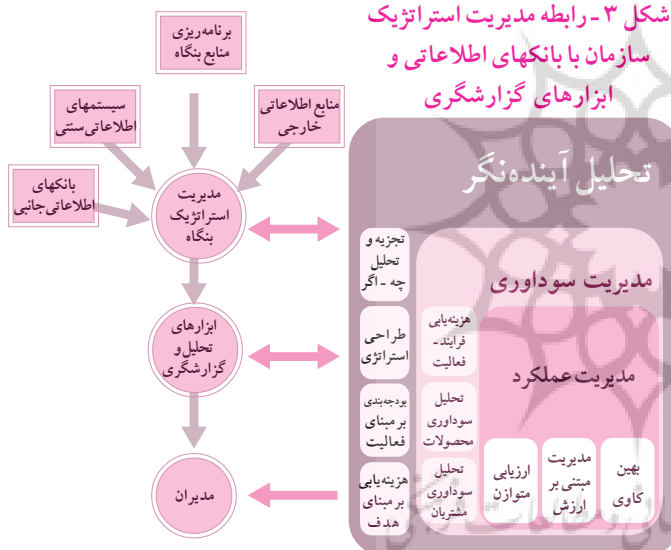 شکل ۳ - رابطه مدیریت استراتژیک
سازمان با بانکهای اطلاعاتی و
ابزارهای گزارشگری
برنامه‌ریزی
منابع بنگاه
منابع اطلاعاتی
خارجی
سیستمهای
اطلاعاتی سنتی
بانکهای
اطلاعاتی جانبی
مدیریت
استراتژیک
بنگاه
ابزارهای
تحلیل و
گزارشگری
مدیران
تحلیل آینده‌نگر
تجزیه و
تحلیل
چه - اگر
طراحی
استراتژی
بودجه‌بندی
بر مبنای
فعالیت
هزینه‌یابی
بر مبنای
هدف
مدیریت سوداوری
هزینه‌یابی
فرایند -
فعالیت
تحلیل
سوداوری
محصولات
تحلیل
سوداوری
مشتریان
مدیریت عملکرد
بهین
کاوی
مدیریت
مبتنی بر
ارزش
ارزیابی
متوازن